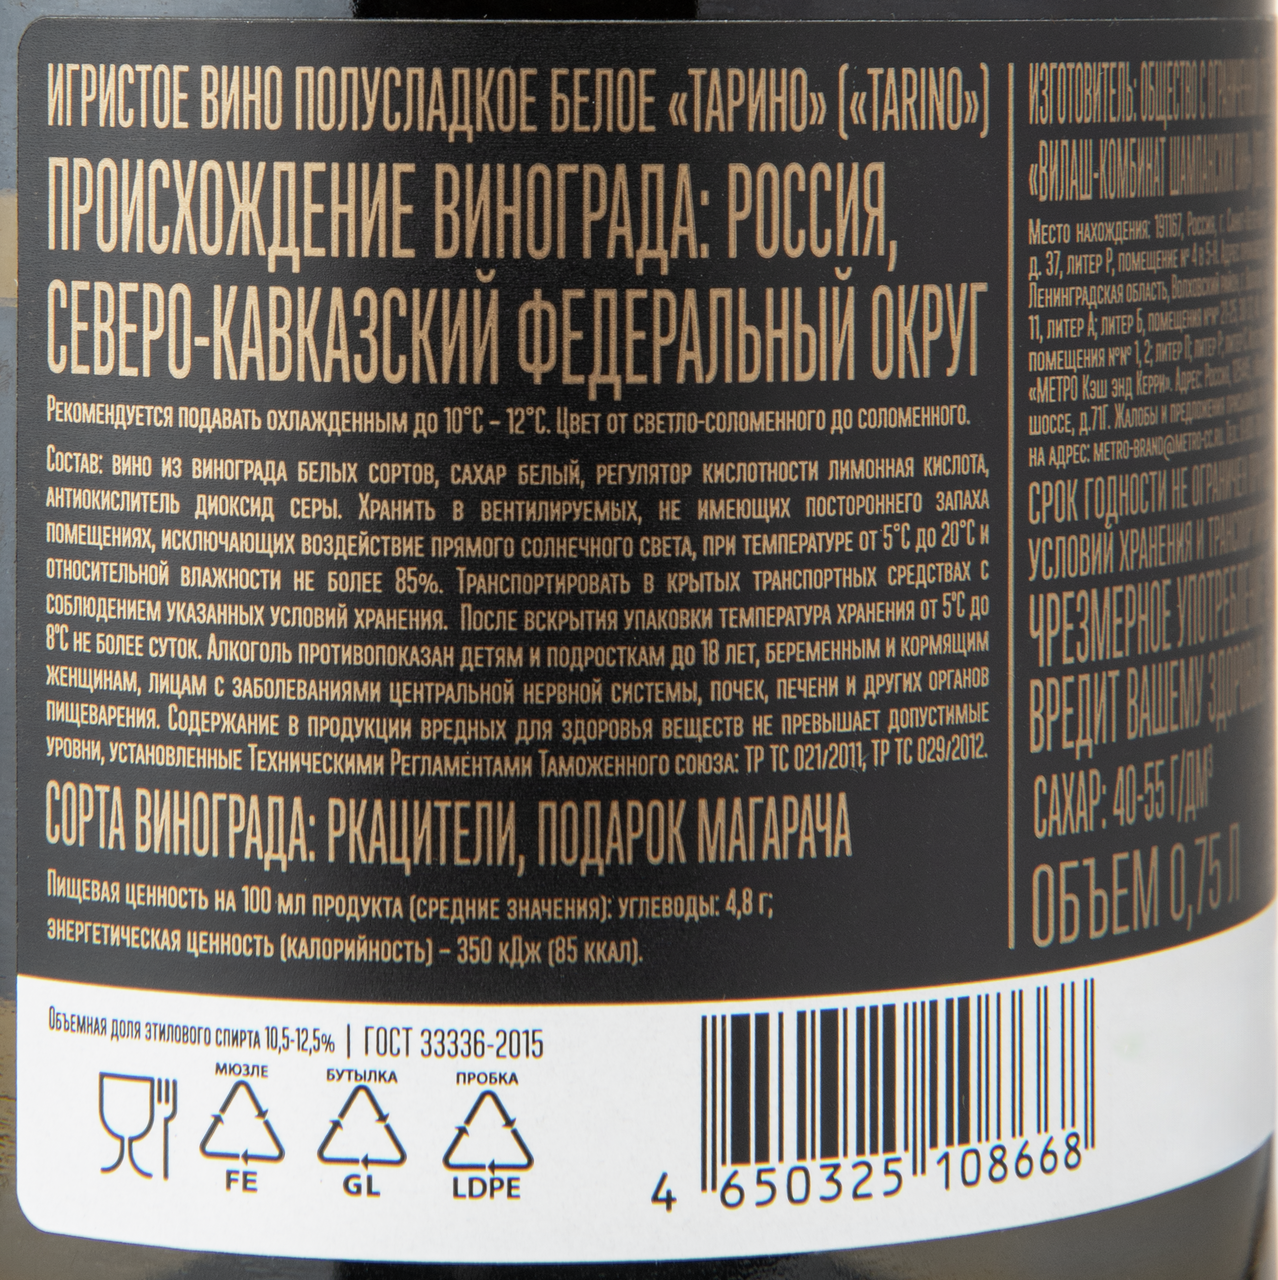 ИГРИСТОЕ ВИНО ПОЛУСЛАДКОЕ БЕЛОЕ «ТАРИНО» («TARINO»)
ПРОИСХОЖДЕНИЕ ВИНОГРАДА: РОССИЯ,
СЕВЕРО-КАВКАЗСКИЙ ФЕДЕРАЛЬНЫЙ ОКРУГ
Рекомендуется подавать охлажденным до 10°С – 12°С. Цвет от светло-соломенного до соломенного.
Состав: вино из винограда белых сортов, сахар белый, регулятор кислотности лимонная кислота,
антиокислитель диоксид серы. Хранить в вентилируемых, не имеющих постороннего запаха
помещениях, исключающих воздействие прямого солнечного света, при температуре от 5°С до 20°С и
относительной влажности не более 85%. Транспортировать в крытых транспортных средствах с
соблюдением указанных условий хранения. После вскрытия упаковки температура хранения от 5°С до
8°С не более суток. Алкоголь противопоказан детям и подросткам до 18 лет, беременным и кормящим
женщинам, лицам с заболеваниями центральной нервной системы, почек, печени и других органов
пищеварения. Содержание в продукции вредных для здоровья веществ не превышает допустимые
уровни, установленные Техническими Регламентами Таможенного союза: ТР ТС 021/2011, ТР ТС 029/2012.
СОРТА ВИНОГРАДА: РКАЦИТЕЛИ, ПОДАРОК МАГАРАЧА
Пищевая ценность на 100 мл продукта (средние значения): углеводы: 4,8 г;
энергетическая ценность (калорийность) – 350 кДж (85 ккал).
Объемная доля этилового спирта 10,5-12,5% | ГОСТ 33336-2015
МЮЗЛЕ БУТЫЛКА ПРОБКА
FE GL LDPE
4 650325 108668
ИЗГОТОВИТЕЛЬ: ОБЩЕСТВО С
«ВИЛАШ-КОМБИНАТ ШАМПАНСКИХ
Место нахождения: 191167, Россия, г.
д. 37, литер Р, помещение № 4 в 5-Н.
Ленинградская область, Волховский
11, литер А; литер Б, помещения
помещения №№ 1, 2; литер
«МЕТРО Кэш энд Керри». Адрес: Россия,
шоссе, д.71Г. Жалобы и предложения
на адрес: METRO-BRAND@METRO-CC.RU.
СРОК ГОДНОСТИ НЕ ОГРАНИЧЕН
УСЛОВИЙ ХРАНЕНИЯ И
ЧРЕЗМЕРНОЕ
ВРЕДИТ ВАШЕМУ
САХАР: 40-55 Г/ДМ³
ОБЪЕМ 0,75 Л